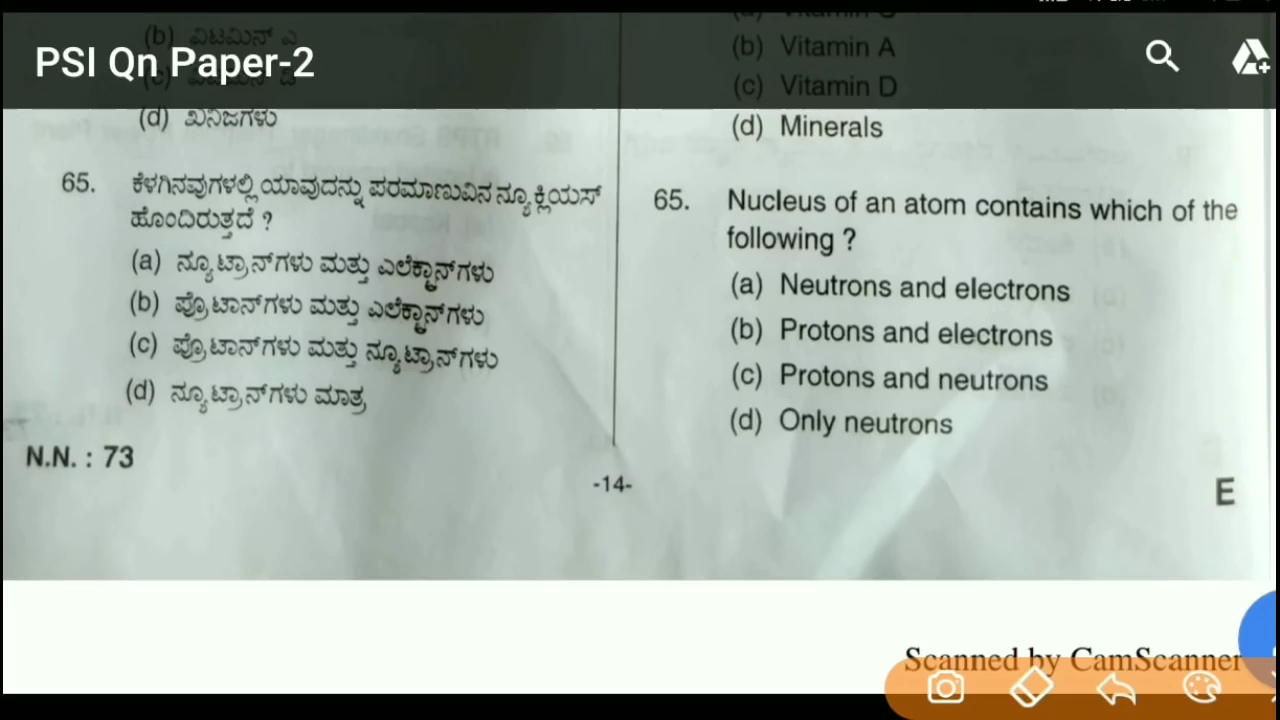 PSI Qn Paper-2
(b) ವಿಟಮಿನ್ ಎ
(d) ಖನಿಜಗಳು
65. ಕೆಳಗಿನವುಗಳಲ್ಲಿ ಯಾವುದನ್ನು ಪರಮಾಣುವಿನ ನ್ಯೂಕ್ಲಿಯಸ್
ಹೊಂದಿರುತ್ತದೆ ?
(a) ನ್ಯೂಟ್ರಾನ್‌ಗಳು ಮತ್ತು ಎಲೆಕ್ಟ್ರಾನ್‌ಗಳು
(b) ಪ್ರೊಟಾನ್‌ಗಳು ಮತ್ತು ಎಲೆಕ್ಟ್ರಾನ್‌ಗಳು
(c) ಪ್ರೊಟಾನ್‌ಗಳು ಮತ್ತು ನ್ಯೂಟ್ರಾನ್‌ಗಳು
(d) ನ್ಯೂಟ್ರಾನ್‌ಗಳು ಮಾತ್ರ
N.N. : 73
(b) Vitamin A
(c) Vitamin D
(d) Minerals
65. Nucleus of an atom contains which of the
following ?
(a) Neutrons and electrons
(b) Protons and electrons
(c) Protons and neutrons
(d) Only neutrons
-14-
E
Scanned by CamScanner